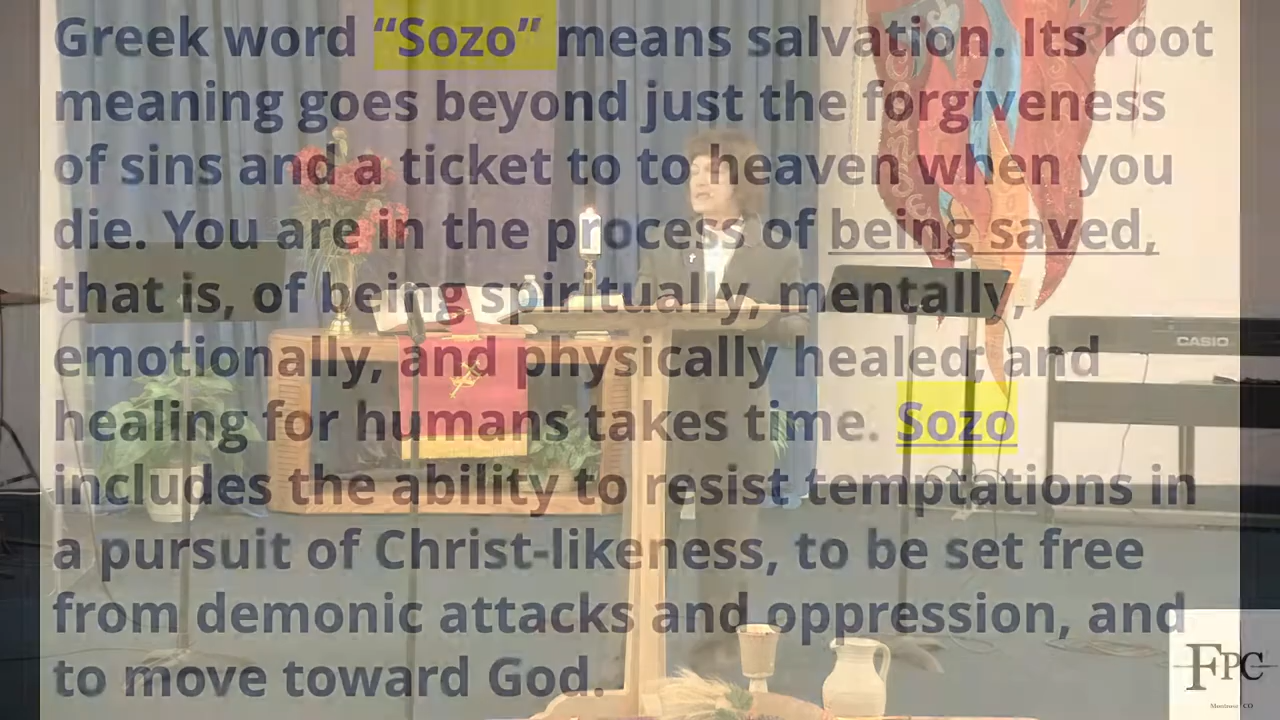 Greek word “Sozo” means salvation. Its root
meaning goes beyond just the forgiveness
of sins and a ticket to to heaven when you
die. You are in the process of being saved,
that is, of being spiritually, mentally,
emotionally, and physically healed; and
healing for humans takes time. Sozo
includes the ability to resist temptations in
a pursuit of Christ-likeness, to be set free
from demonic attacks and oppression, and
to move toward God.
CASIO
FPC
Montrose CO